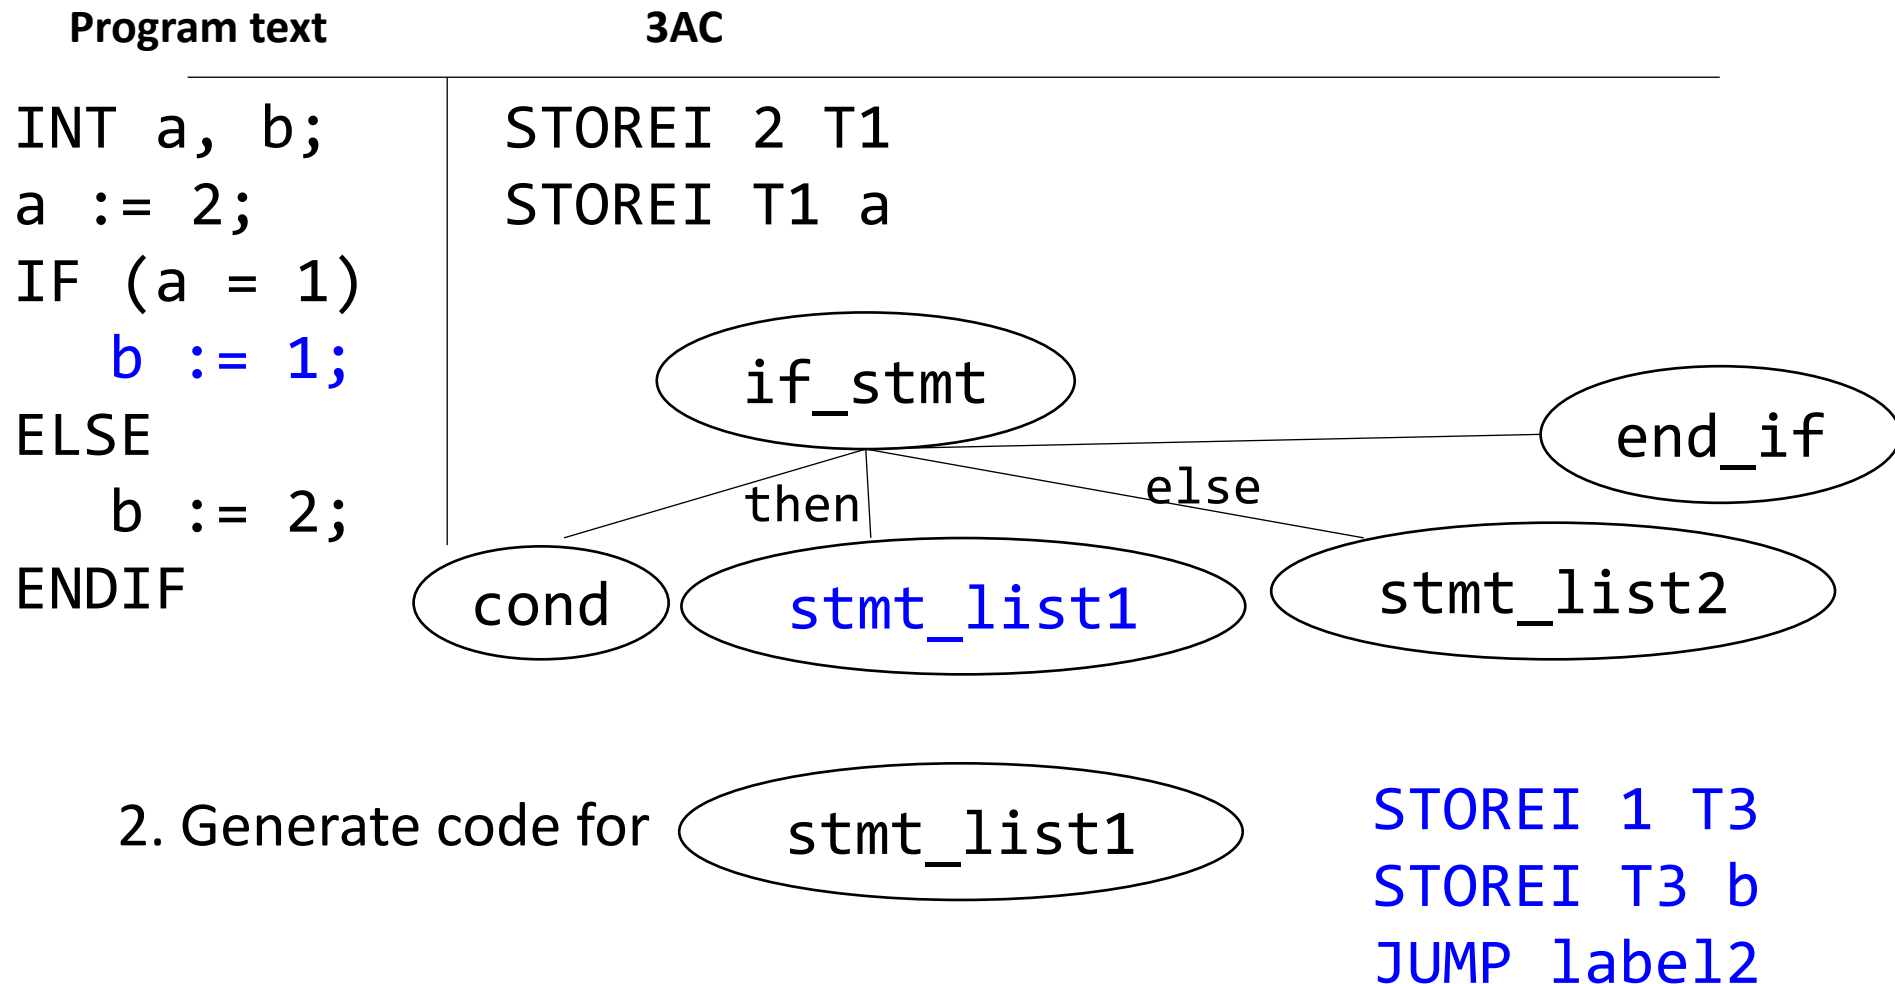 Program text
3AC
INT a, b;
a := 2;
IF (a = 1)
b := 1;
ELSE
b := 2;
ENDIF
STOREI 2 T1
STOREI T1 a
if_stmt
end_if
then
else
cond
stmt_list1
stmt_list2
2. Generate code for
stmt_list1
STOREI 1 T3
STOREI T3 b
JUMP label2